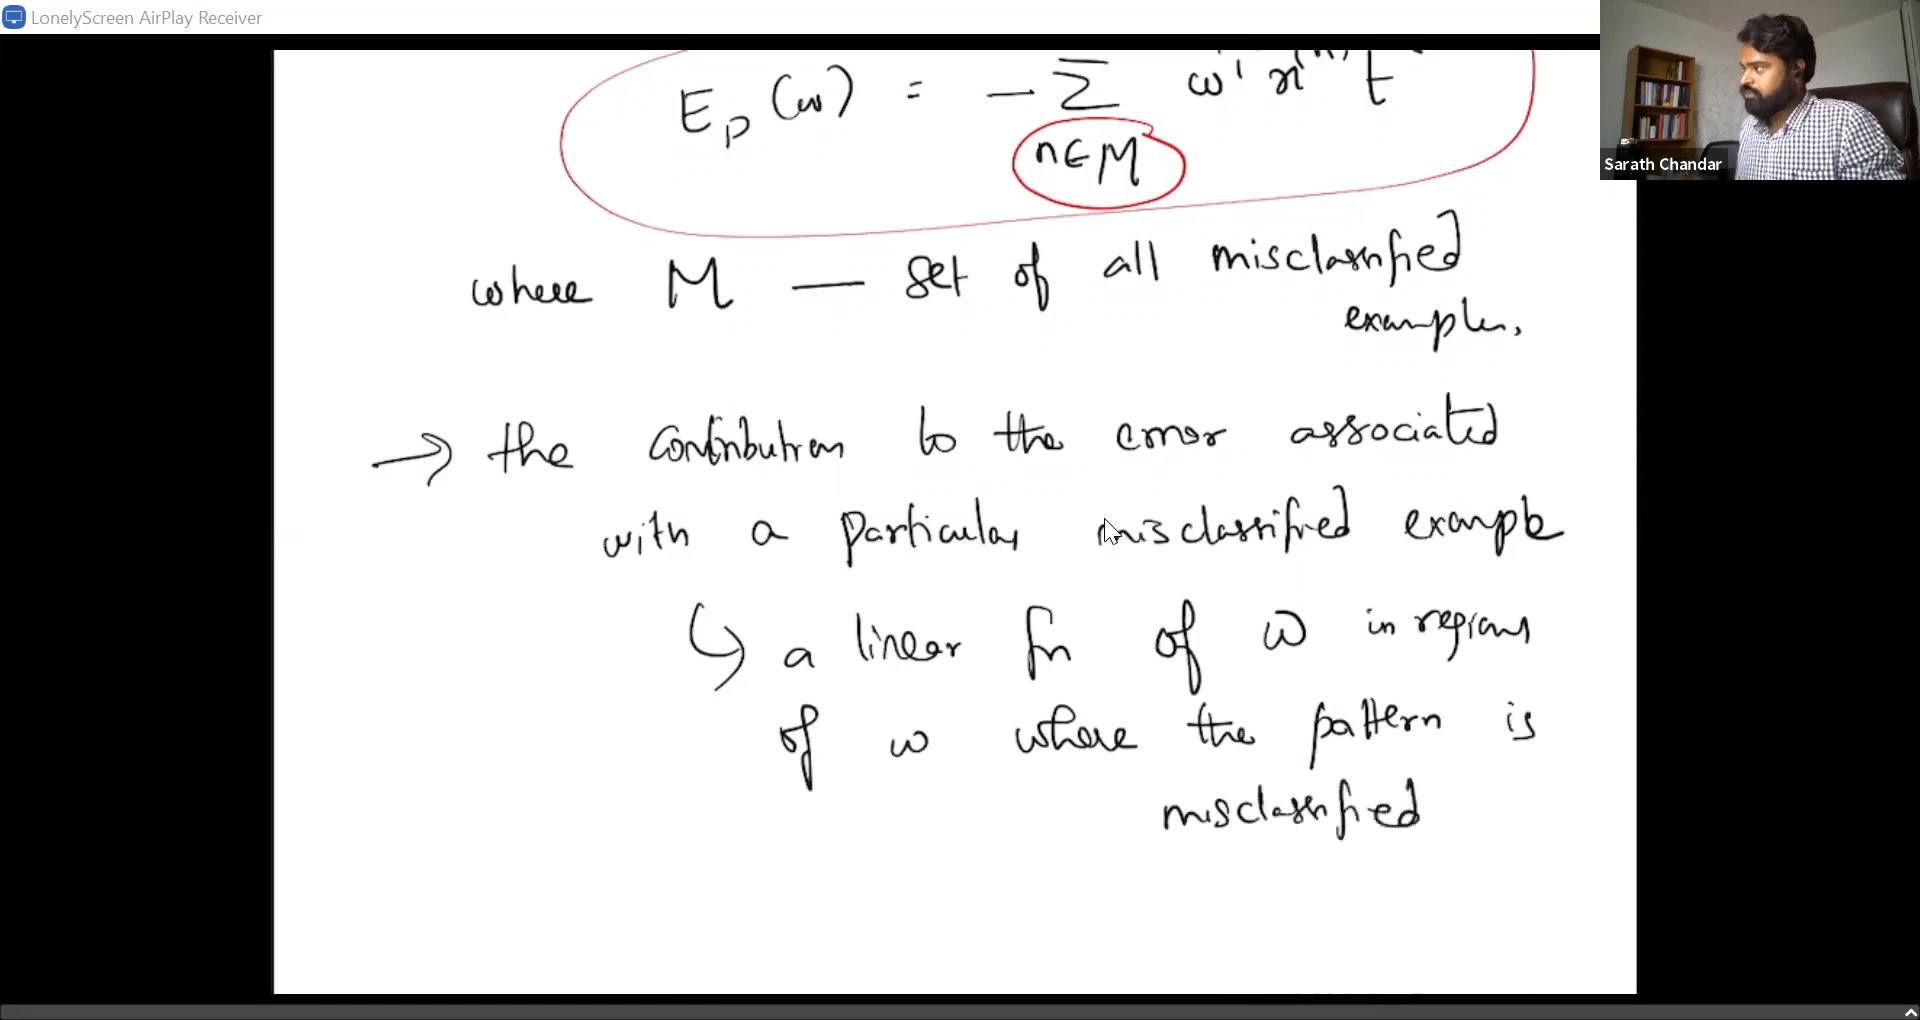 LonelyScreen AirPlay Receiver
E_p (w) = - Σ w^T x^(n) t
n∈M
Sarath Chandar
where M — set of all misclassified
examples.
→ the contribution to the error associated
with a particular misclassified example
↳ a linear fn of w in regions
of w where the pattern is
misclassified